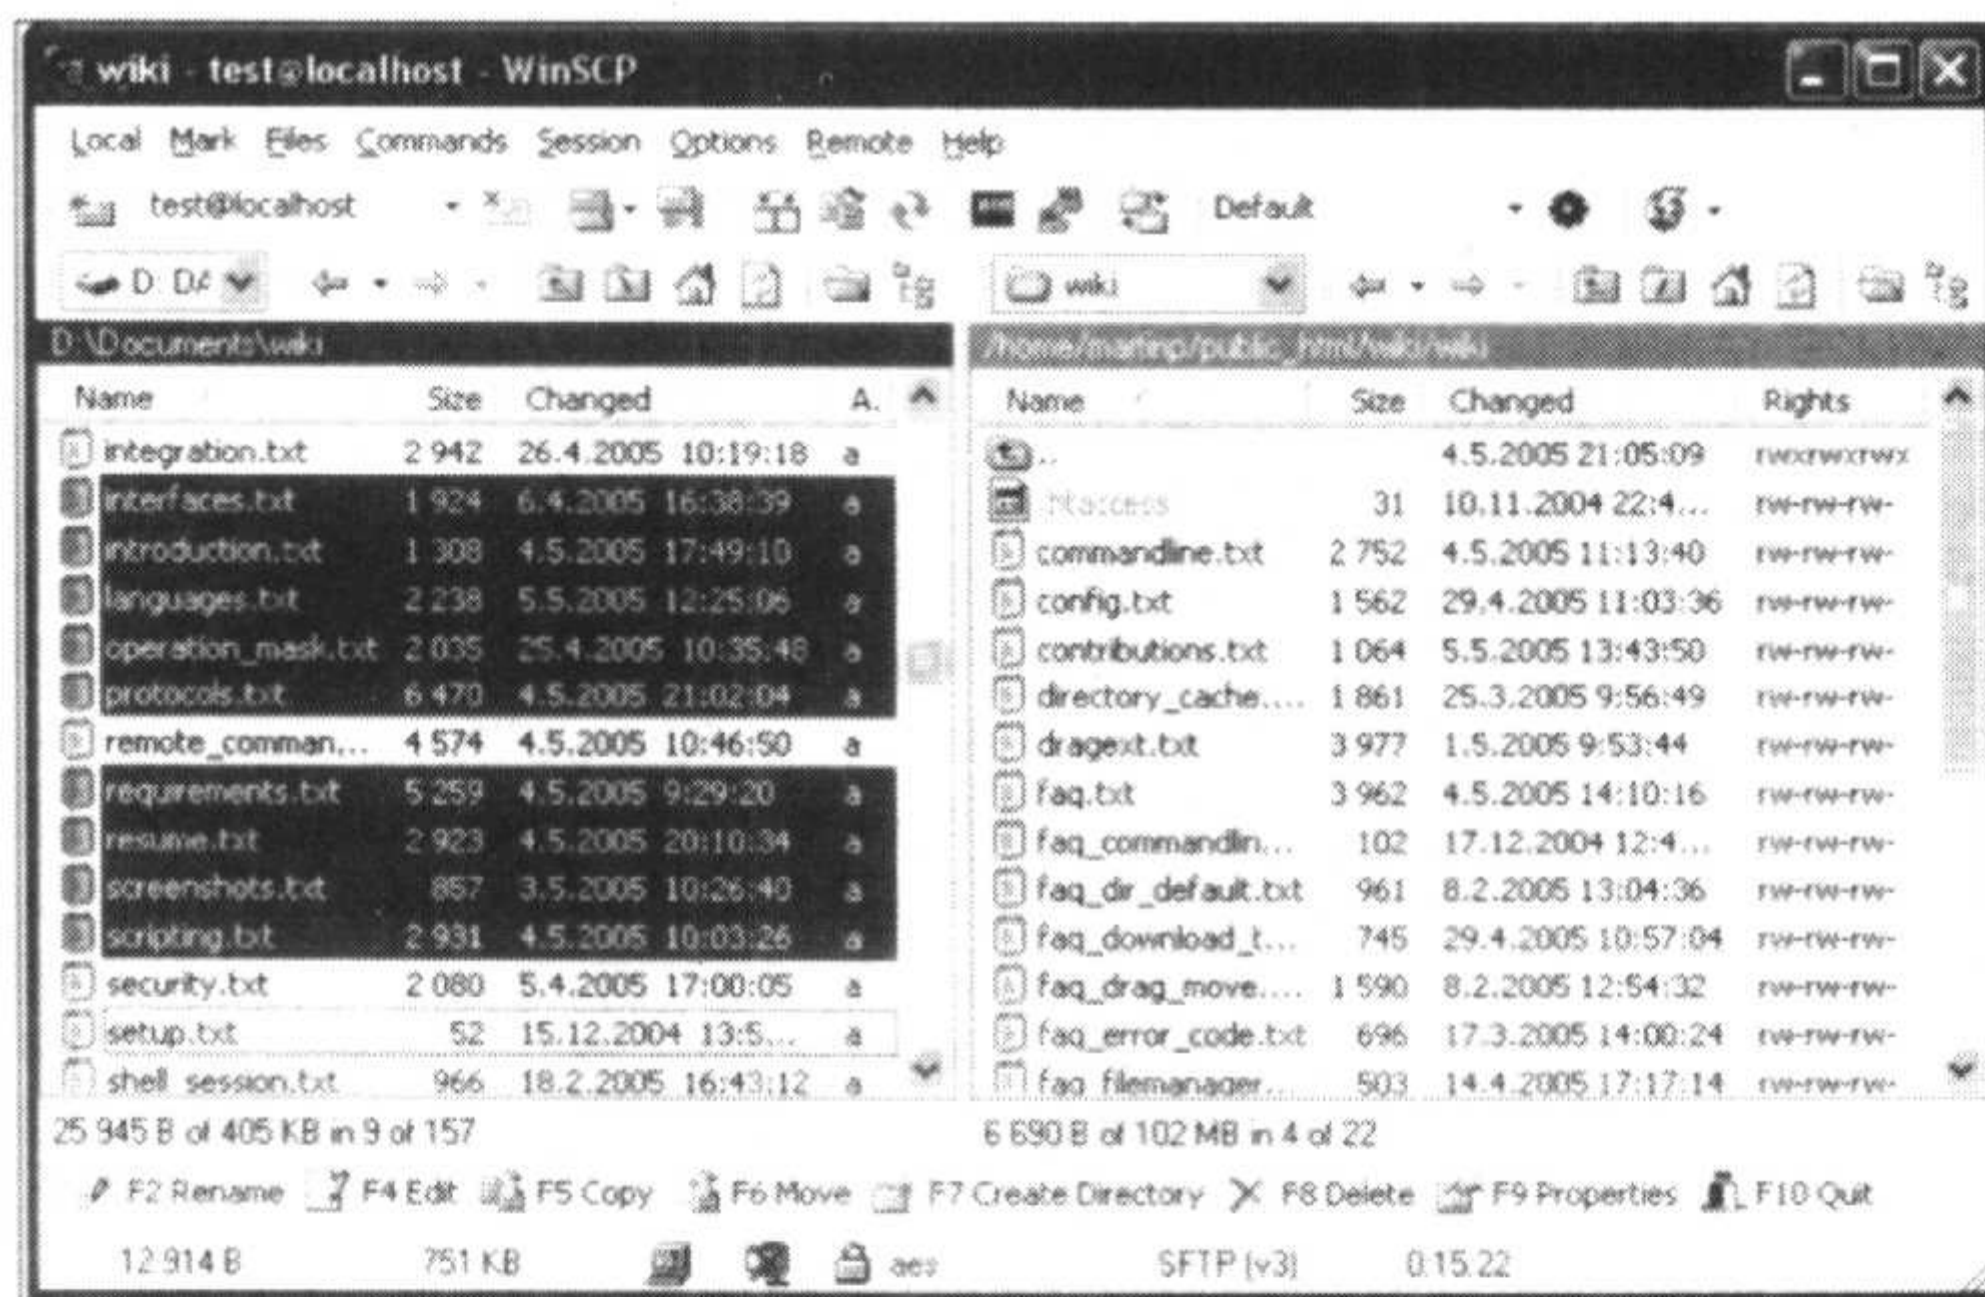 wiki - test@localhost - WinSCP
Local Mark Files Commands Session Options Remote Help
test@localhost Default
D: DA wiki
D:\Documents\wiki
Name Size Changed A.
integration.txt 2 942 26.4.2005 10:19:18 a
interfaces.txt 1 924 6.4.2005 16:38:39 a
introduction.txt 1 308 4.5.2005 17:49:10 a
languages.txt 2 238 5.5.2005 12:25:06 a
operation_mask.txt 2 035 25.4.2005 10:35:48 a
protocols.txt 6 470 4.5.2005 21:02:04 a
remote_comman... 4 574 4.5.2005 10:46:50 a
requirements.txt 5 259 4.5.2005 9:29:20 a
resume.txt 2 923 4.5.2005 20:10:34 a
screenshots.txt 857 3.5.2005 10:26:40 a
scripting.txt 2 931 4.5.2005 10:03:26 a
security.txt 2 080 5.4.2005 17:00:05 a
setup.txt 52 15.12.2004 13:5... a
shell_session.txt 966 18.2.2005 16:43:12 a
25 945 B of 405 KB in 9 of 157
/home/martinp/public_html/wiki/wiki
Name Size Changed Rights
.. 4.5.2005 21:05:09 rwxrwxrwx
.htaccess 31 10.11.2004 22:4... rw-rw-rw-
commandline.txt 2 752 4.5.2005 11:13:40 rw-rw-rw-
config.txt 1 562 29.4.2005 11:03:36 rw-rw-rw-
contributions.txt 1 064 5.5.2005 13:43:50 rw-rw-rw-
directory_cache.... 1 861 25.3.2005 9:56:49 rw-rw-rw-
dragext.txt 3 977 1.5.2005 9:53:44 rw-rw-rw-
faq.txt 3 962 4.5.2005 14:10:16 rw-rw-rw-
faq_commandlin... 102 17.12.2004 12:4... rw-rw-rw-
faq_dir_default.txt 961 8.2.2005 13:04:36 rw-rw-rw-
faq_download_t... 745 29.4.2005 10:57:04 rw-rw-rw-
faq_drag_move.... 1 590 8.2.2005 12:54:32 rw-rw-rw-
faq_error_code.txt 696 17.3.2005 14:00:24 rw-rw-rw-
faq_filemanager... 503 14.4.2005 17:17:14 rw-rw-rw-
6 690 B of 102 MB in 4 of 22
F2 Rename F4 Edit F5 Copy F6 Move F7 Create Directory F8 Delete F9 Properties F10 Quit
12 914 B 751 KB aes SFTP (v3) 0:15:22